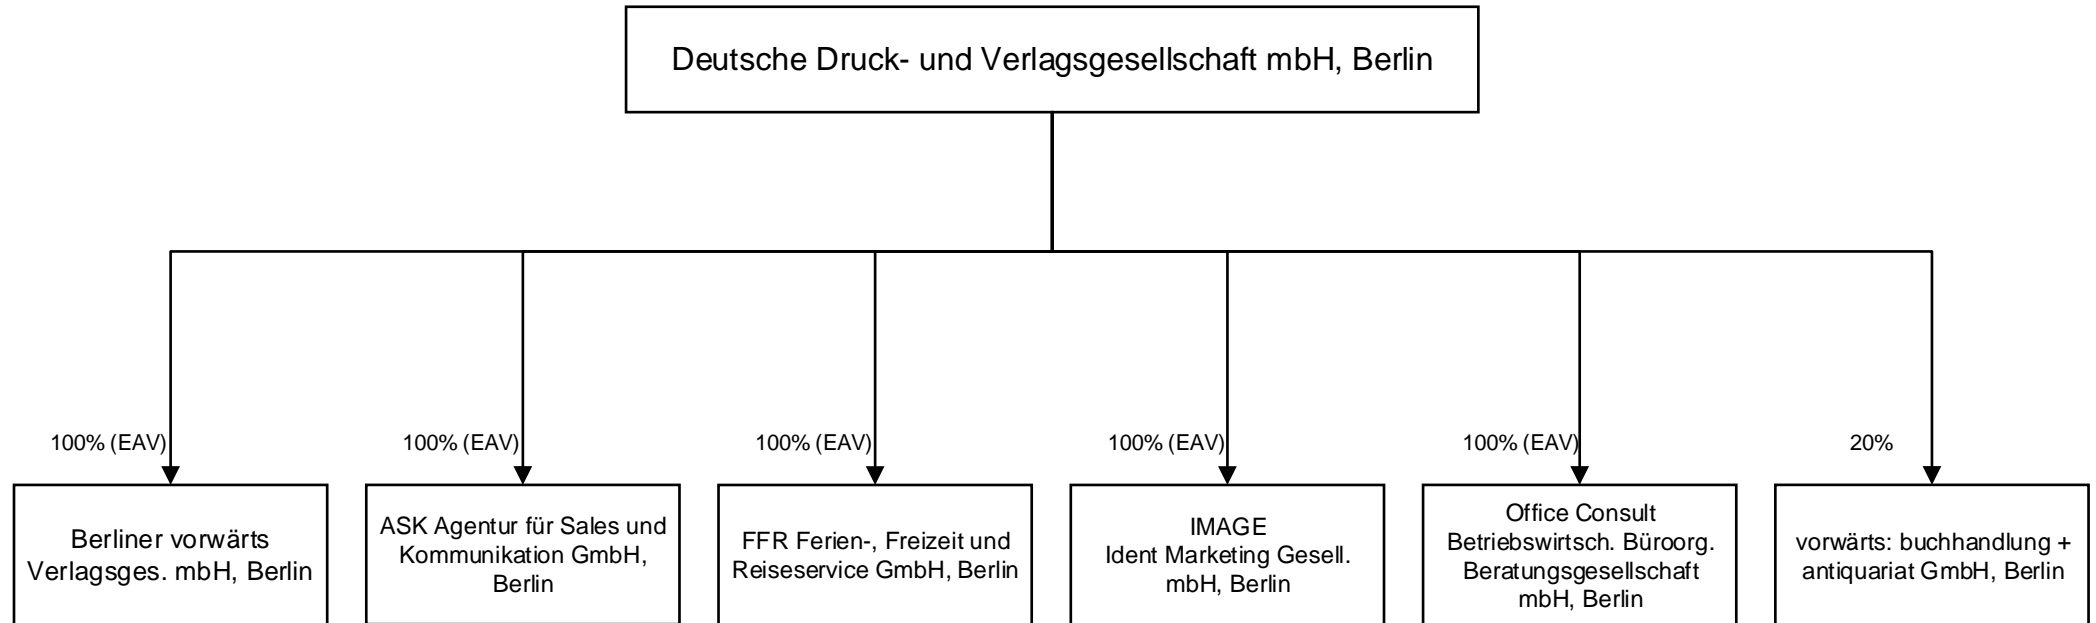 Deutsche Druck- und Verlagsgesellschaft mbH, Berlin
100% (EAV)
100% (EAV)
100% (EAV)
100% (EAV)
100% (EAV)
20%
Berliner vorwärts
Verlagsges. mbH, Berlin
ASK Agentur für Sales und
Kommunikation GmbH,
Berlin
FFR Ferien-, Freizeit und
Reiseservice GmbH, Berlin
IMAGE
Ident Marketing Gesell.
mbH, Berlin
Office Consult
Betriebswirtsch. Büroorg.
Beratungsgesellschaft
mbH, Berlin
vorwärts: buchhandlung +
antiquariat GmbH, Berlin